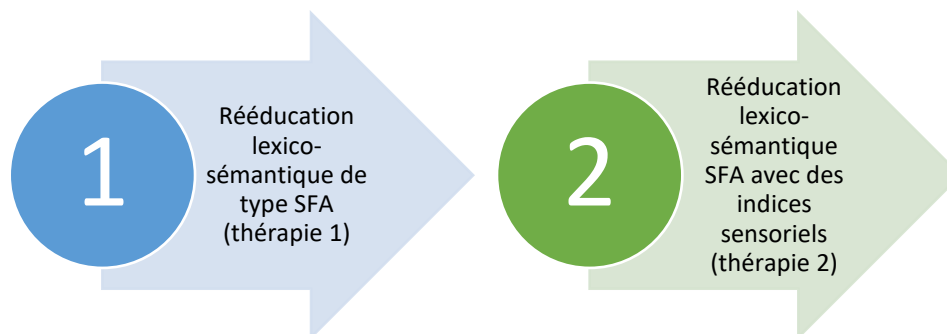 1
Rééducation
lexico-
sémantique de
type SFA
(thérapie 1)
2
Rééducation
lexico-
sémantique
SFA avec des
indices
sensoriels
(thérapie 2)